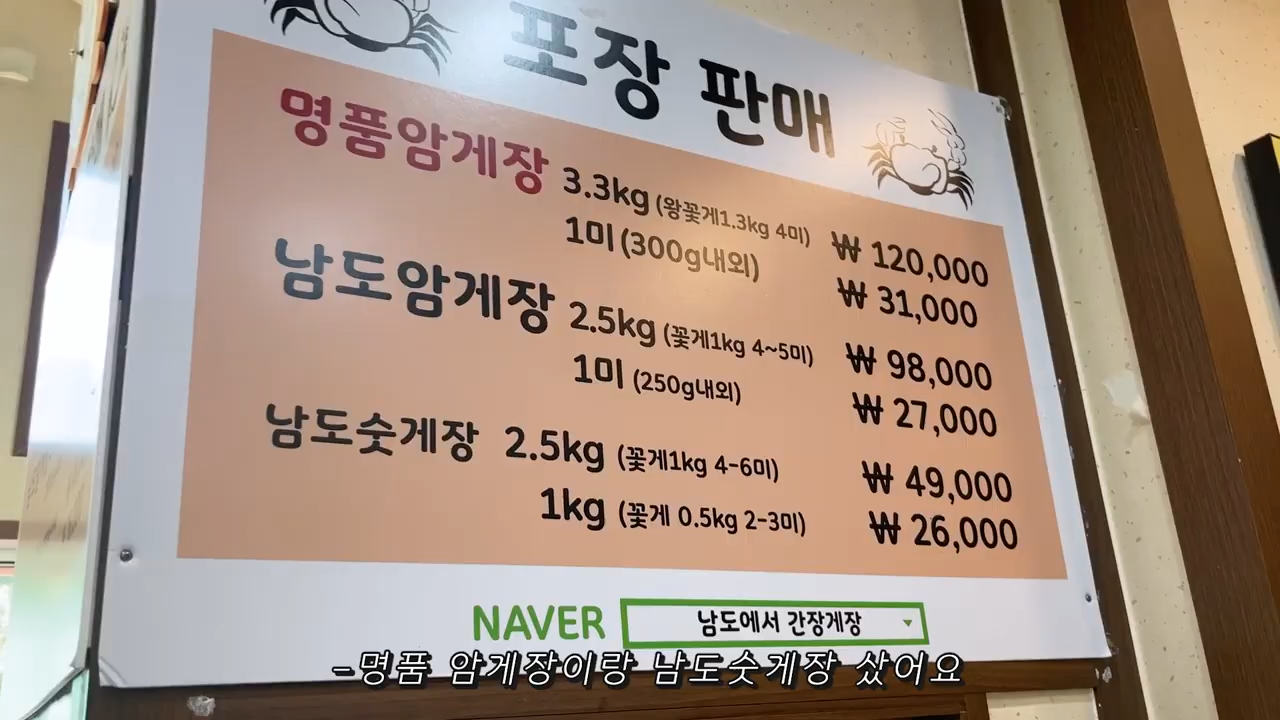 포장 판매
명품암게장 3.3kg (왕꽃게1.3kg 4미) ₩ 120,000
1미 (300g내외) ₩ 31,000
남도암게장 2.5kg (꽃게1kg 4~5미) ₩ 98,000
1미 (250g내외) ₩ 27,000
남도숫게장 2.5kg (꽃게1kg 4-6미) ₩ 49,000
1kg (꽃게 0.5kg 2-3미) ₩ 26,000
NAVER 남도에서 간장게장
-명품 암게장이랑 남도숫게장 샀어요